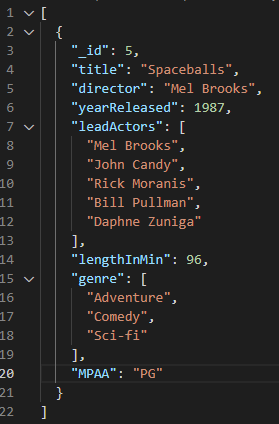 1 [
2 {
3 "_id": 5,
4 "title": "Spaceballs",
5 "director": "Mel Brooks",
6 "yearReleased": 1987,
7 "leadActors": [
8 "Mel Brooks",
9 "John Candy",
10 "Rick Moranis",
11 "Bill Pullman",
12 "Daphne Zuniga"
13 ],
14 "lengthInMin": 96,
15 "genre": [
16 "Adventure",
17 "Comedy",
18 "Sci-fi"
19 ],
20 "MPAA": "PG"
21 }
22 ]